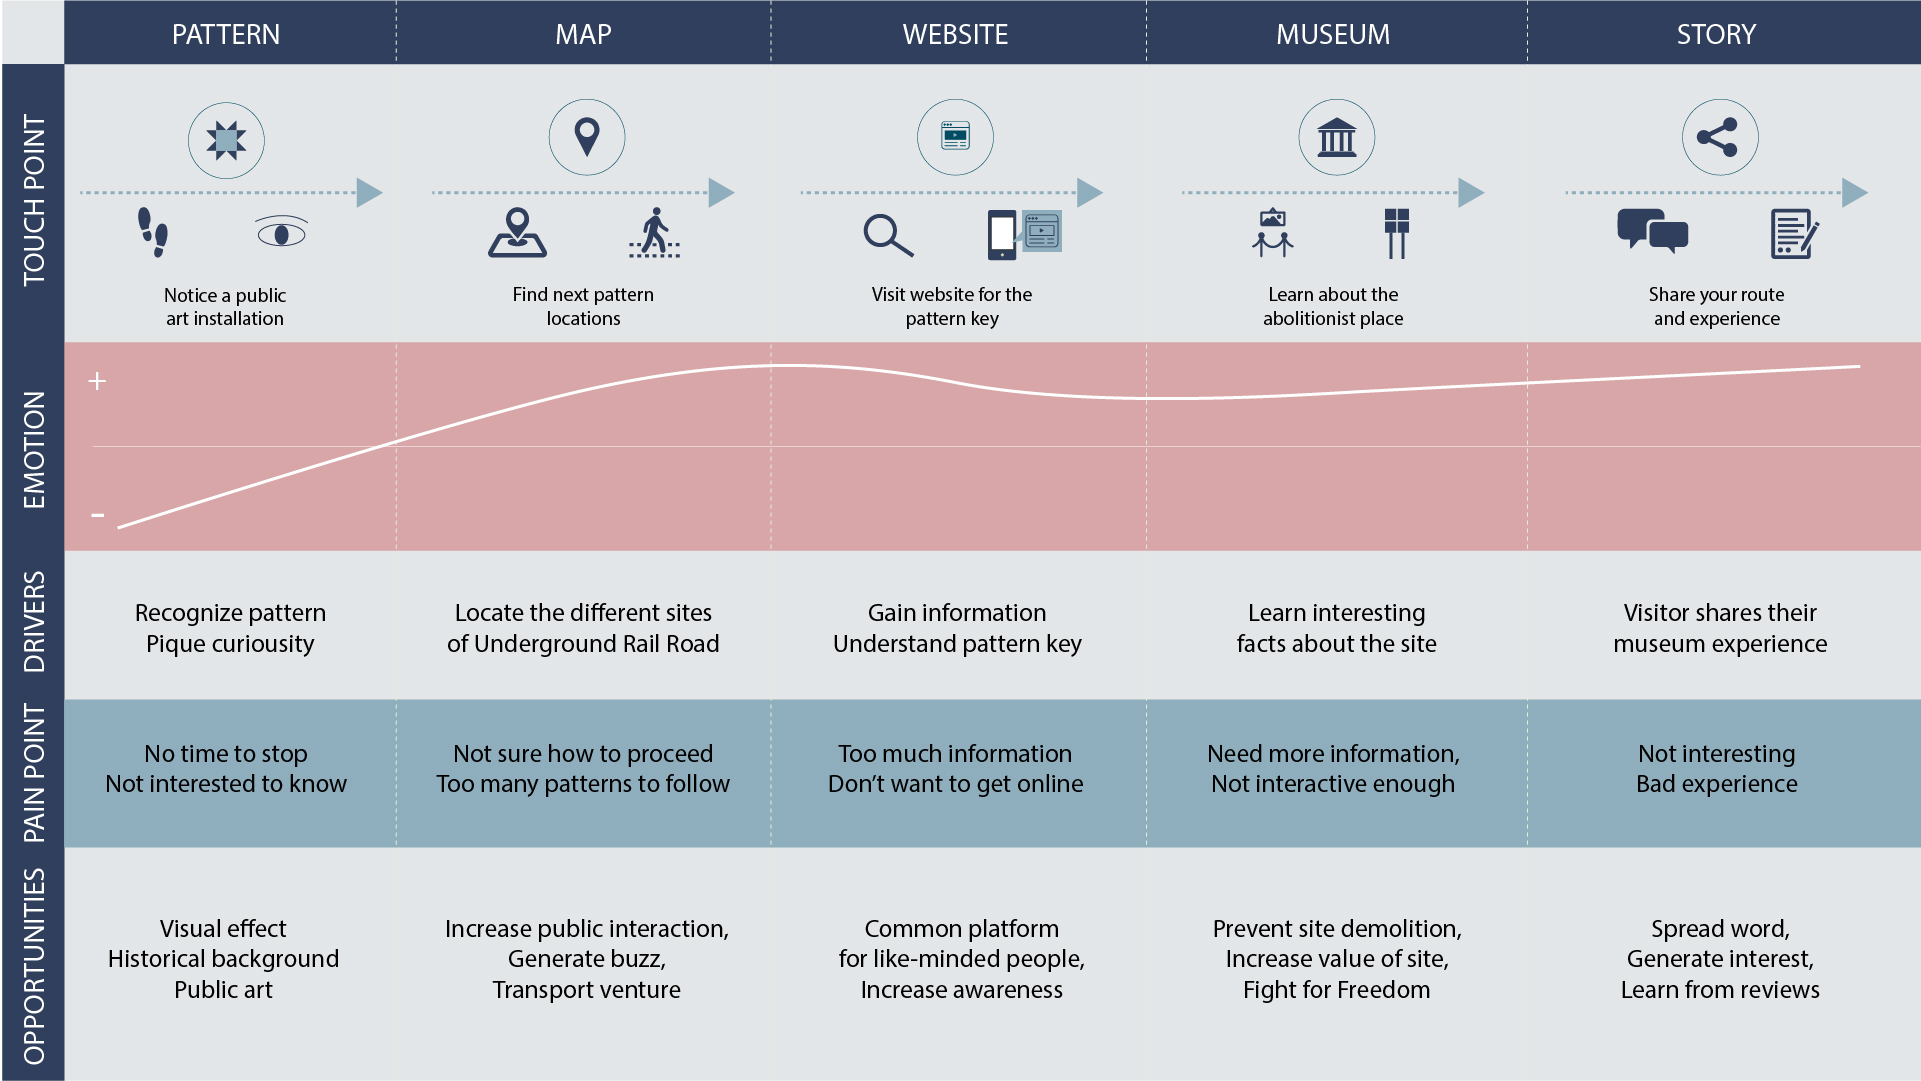 PATTERN
MAP
WEBSITE
MUSEUM
STORY
TOUCH POINT
Notice a public
art installation
Find next pattern
locations
Visit website for the
pattern key
Learn about the
abolitionist place
Share your route
and experience
EMOTION
+
-
DRIVERS
Recognize pattern
Pique curiousity
Locate the different sites
of Underground Rail Road
Gain information
Understand pattern key
Learn interesting
facts about the site
Visitor shares their
museum experience
PAIN POINT
No time to stop
Not interested to know
Not sure how to proceed
Too many patterns to follow
Too much information
Don’t want to get online
Need more information,
Not interactive enough
Not interesting
Bad experience
OPPORTUNITIES
Visual effect
Historical background
Public art
Increase public interaction,
Generate buzz,
Transport venture
Common platform
for like-minded people,
Increase awareness
Prevent site demolition,
Increase value of site,
Fight for Freedom
Spread word,
Generate interest,
Learn from reviews